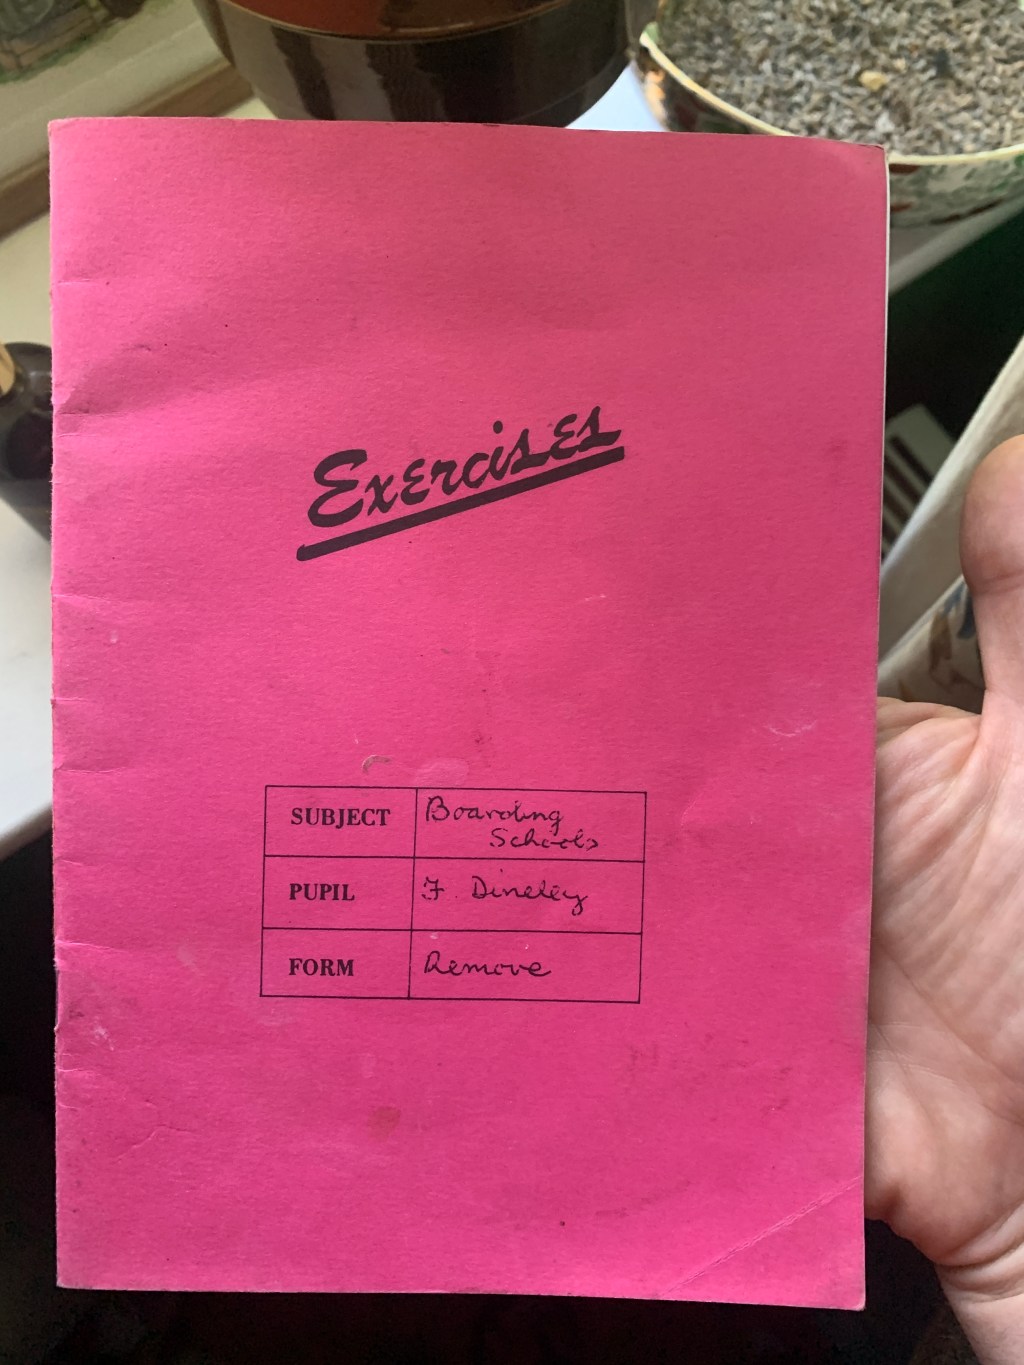 Exercises
SUBJECT Boarding
Schools
PUPIL F. Dineley
FORM Remove